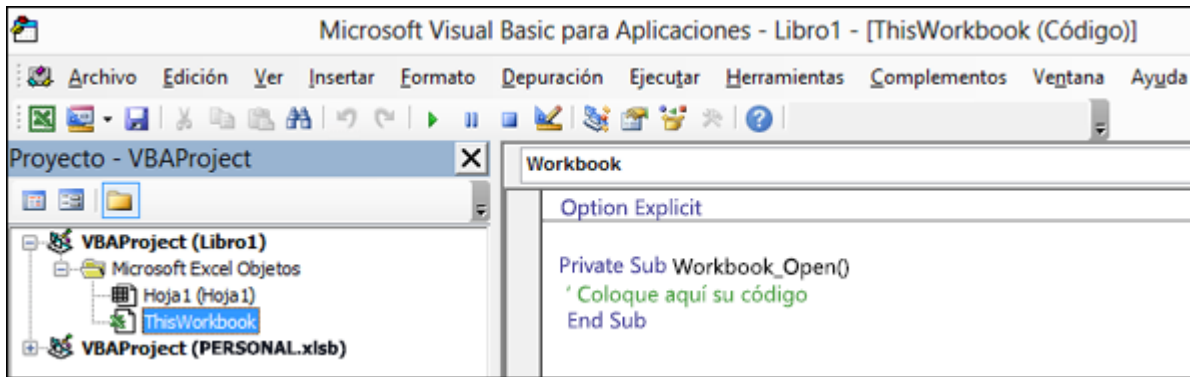 Microsoft Visual Basic para Aplicaciones - Libro1 - [ThisWorkbook (Código)]
Archivo Edición Ver Insertar Formato Depuración Ejecutar Herramientas Complementos Ventana Ayuda
Proyecto - VBAProject
Workbook
Option Explicit
VBAProject (Libro1)
Microsoft Excel Objetos
Hoja1 (Hoja1)
ThisWorkbook
VBAProject (PERSONAL.xlsb)
Private Sub Workbook_Open()
' Coloque aquí su código
End Sub